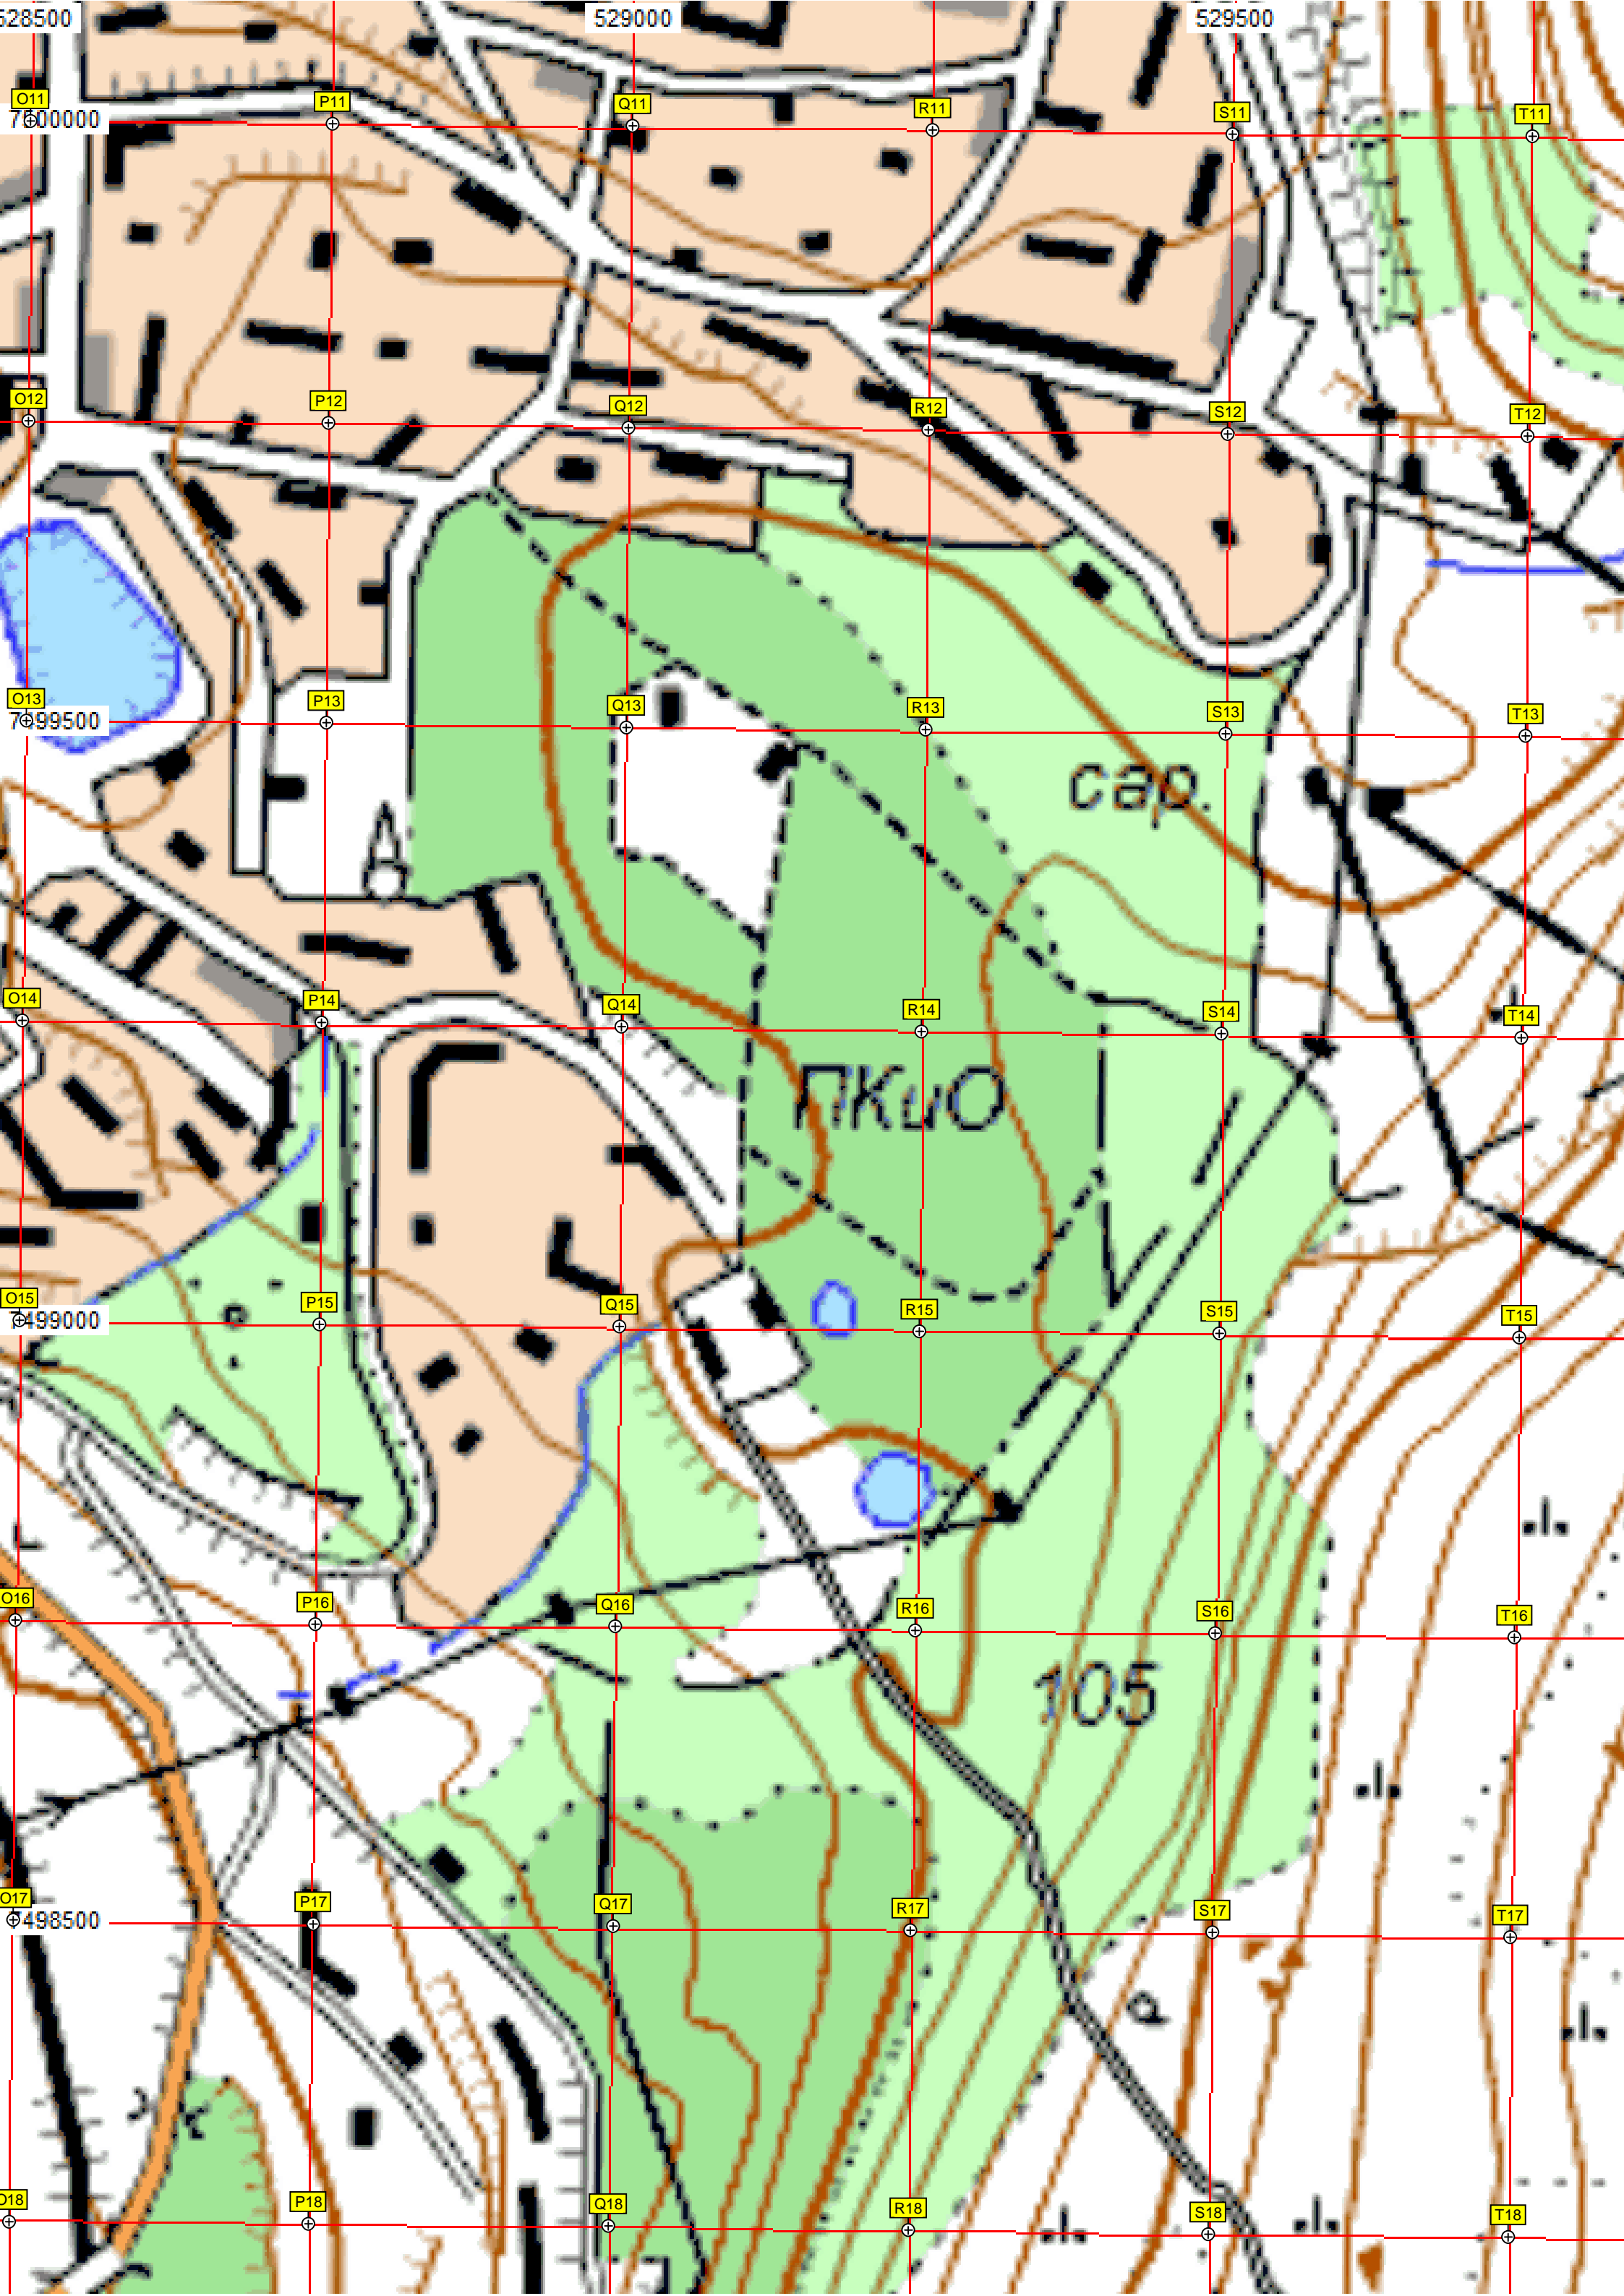 528500 529000 529500
O11 P11 Q11 R11 S11 T11
7600000
O12 P12 Q12 R12 S12 T12
O13 P13 Q13 R13 S13 T13
7499500
сар.
O14 P14 Q14 R14 S14 T14
ПКиО
O15 P15 Q15 R15 S15 T15
7499000
O16 P16 Q16 R16 S16 T16
105
O17 P17 Q17 R17 S17 T17
7498500
O18 P18 Q18 R18 S18 T18